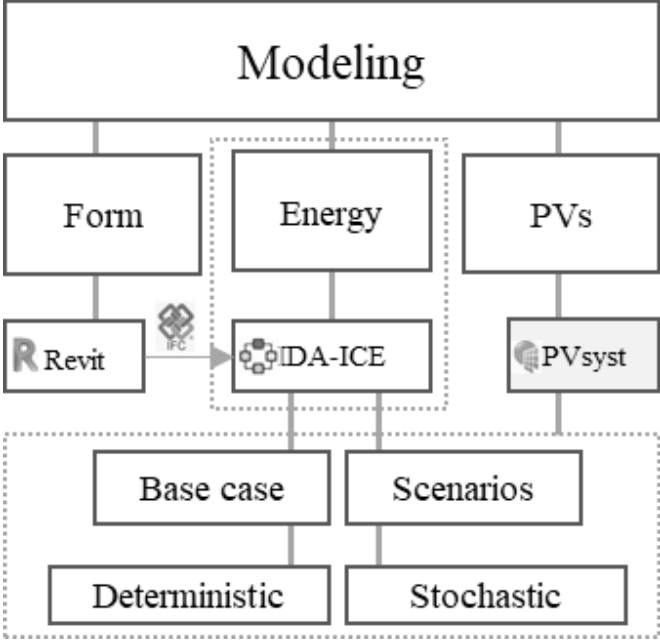 Modeling
Form
Energy
PVs
IFC
R Revit
IDA-ICE
PVsyst
Base case
Scenarios
Deterministic
Stochastic